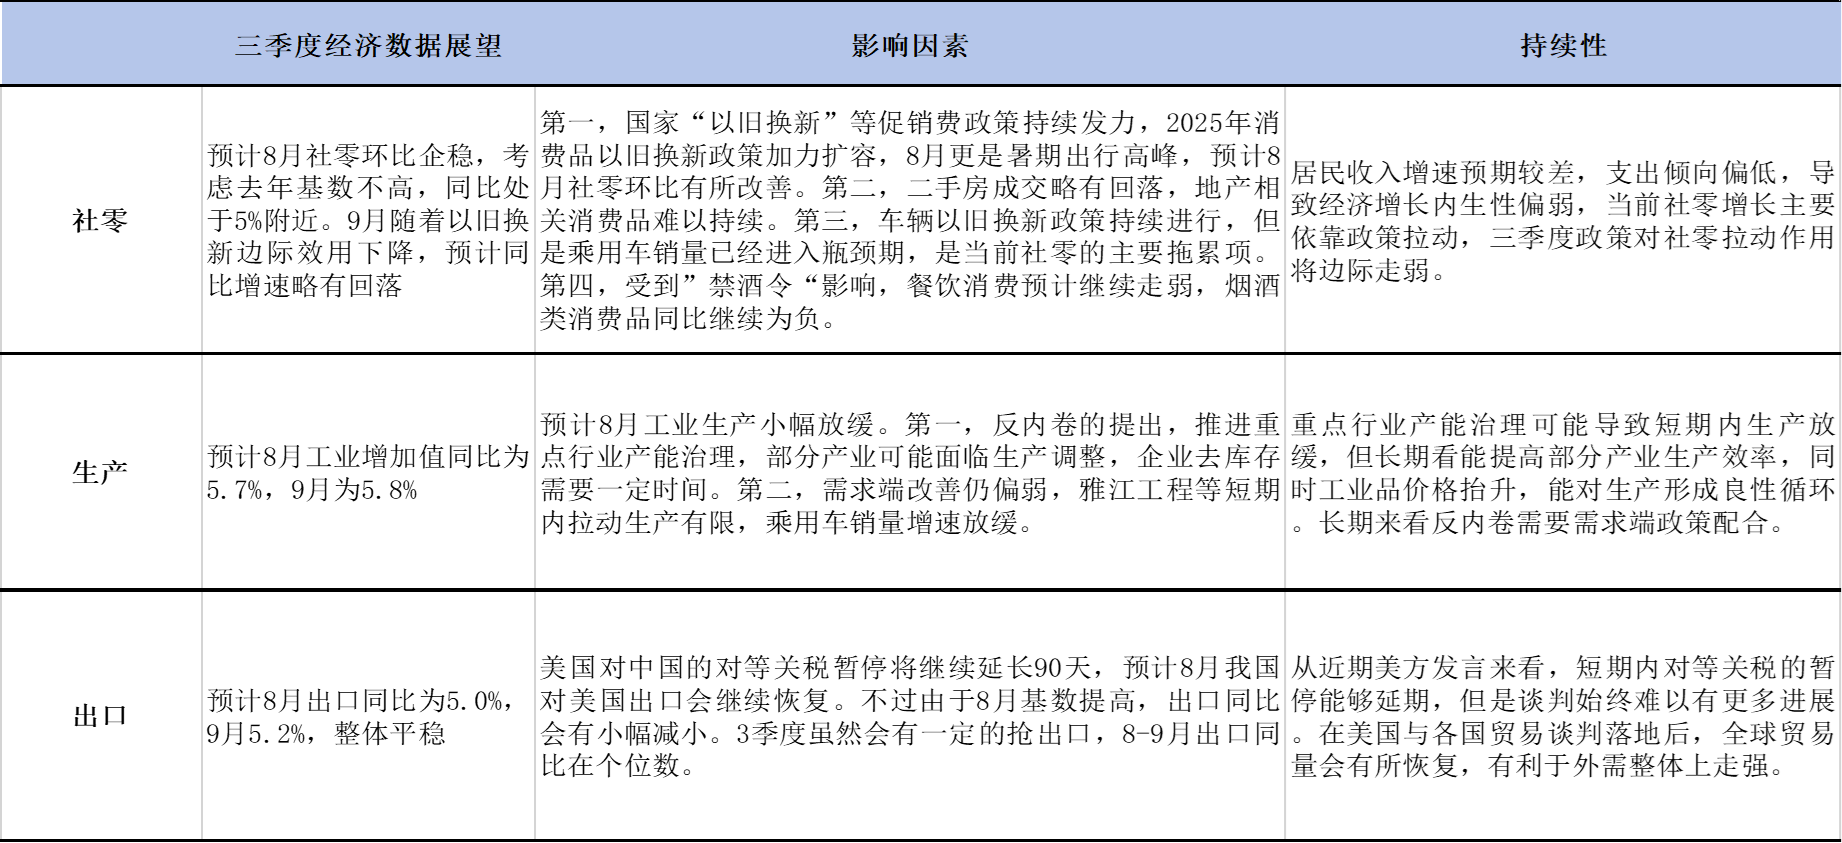 三季度经济数据展望
影响因素
持续性
社零
预计8月社零环比企稳，考
虑去年基数不高，同比处
于5%附近。9月随着以旧换
新边际效用下降，预计同
比增速略有回落
第一，国家“以旧换新”等促销费政策持续发力，2025年消
费品以旧换新政策加力扩容，8月更是暑期出行高峰，预计8
月社零环比有所改善。第二，二手房成交略有回落，地产相
关消费品难以持续。第三，车辆以旧换新政策持续进行，但
是乘用车销量已经进入瓶颈期，是当前社零的主要拖累项。
第四，受到”禁酒令“影响，餐饮消费预计继续走弱，烟酒
类消费品同比继续为负。
居民收入增速预期较差，支出倾向偏低，导
致经济增长内生性偏弱，当前社零增长主要
依靠政策拉动，三季度政策对社零拉动作用
将边际走弱。
生产
预计8月工业增加值同比为
5.7%，9月为5.8%
预计8月工业生产小幅放缓。第一，反内卷的提出，推进重
点行业产能治理，部分产业可能面临生产调整，企业去库存
需要一定时间。第二，需求端改善仍偏弱，雅江工程等短期
内拉动生产有限，乘用车销量增速放缓。
重点行业产能治理可能导致短期内生产放
缓，但长期看能提高部分产业生产效率，同
时工业品价格抬升，能对生产形成良性循环
。长期来看反内卷需要需求端政策配合。
出口
预计8月出口同比为5.0%，
9月5.2%，整体平稳
美国对中国的对等关税暂停将继续延长90天，预计8月我国
对美国出口会继续恢复。不过由于8月基数提高，出口同比
会有小幅减小。3季度虽然会有一定的抢出口，8-9月出口同
比在个位数。
从近期美方发言来看，短期内对等关税的暂
停能够延期，但是谈判始终难以有更多进展
。在美国与各国贸易谈判落地后，全球贸易
量会有所恢复，有利于外需整体上走强。